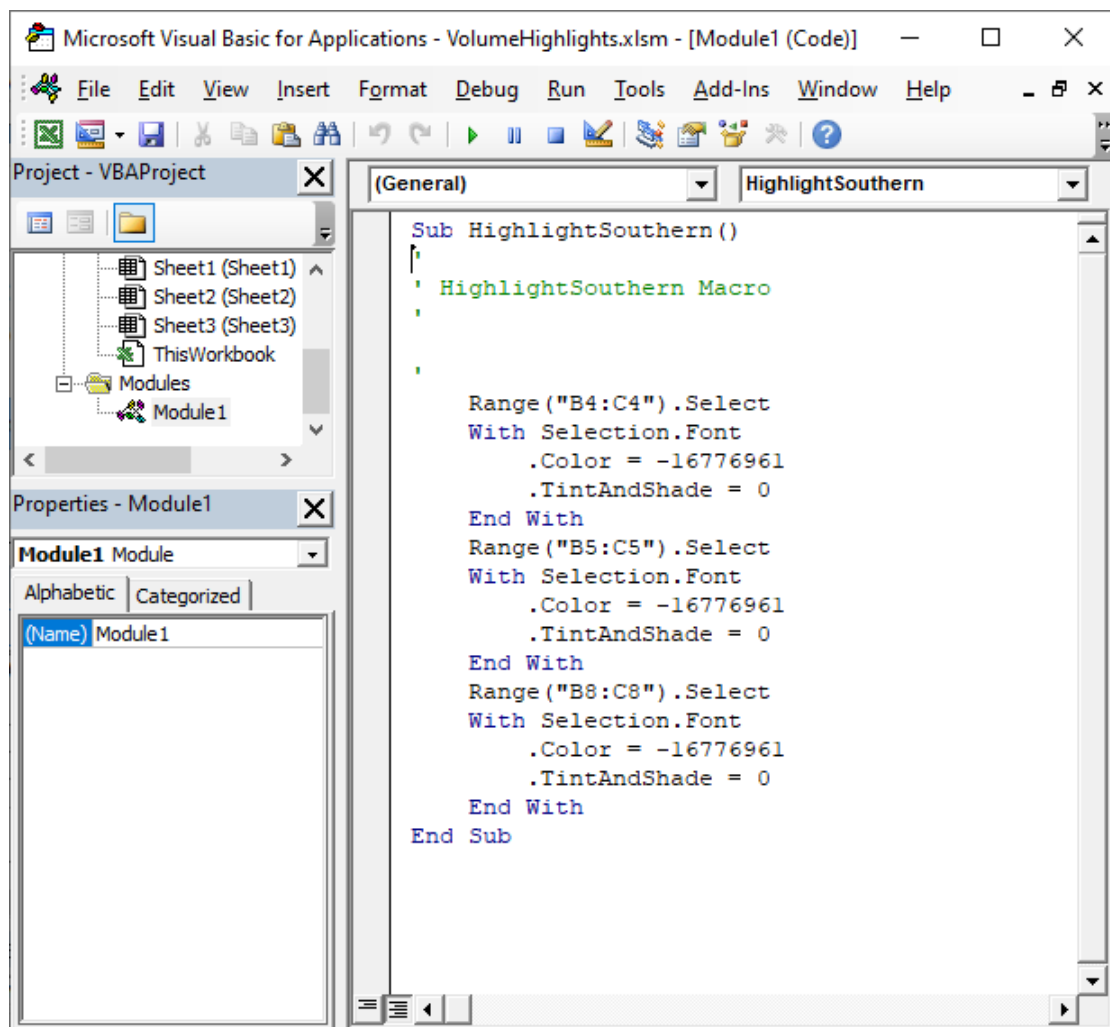 Microsoft Visual Basic for Applications - VolumeHighlights.xlsm - [Module1 (Code)]
File Edit View Insert Format Debug Run Tools Add-Ins Window Help
Project - VBAProject
Sheet1 (Sheet1)
Sheet2 (Sheet2)
Sheet3 (Sheet3)
ThisWorkbook
Modules
Module1
Properties - Module1
Module1 Module
Alphabetic Categorized
(Name) Module1
(General) HighlightSouthern
Sub HighlightSouthern()
'
' HighlightSouthern Macro
'
'
Range("B4:C4").Select
With Selection.Font
.Color = -16776961
.TintAndShade = 0
End With
Range("B5:C5").Select
With Selection.Font
.Color = -16776961
.TintAndShade = 0
End With
Range("B8:C8").Select
With Selection.Font
.Color = -16776961
.TintAndShade = 0
End With
End Sub